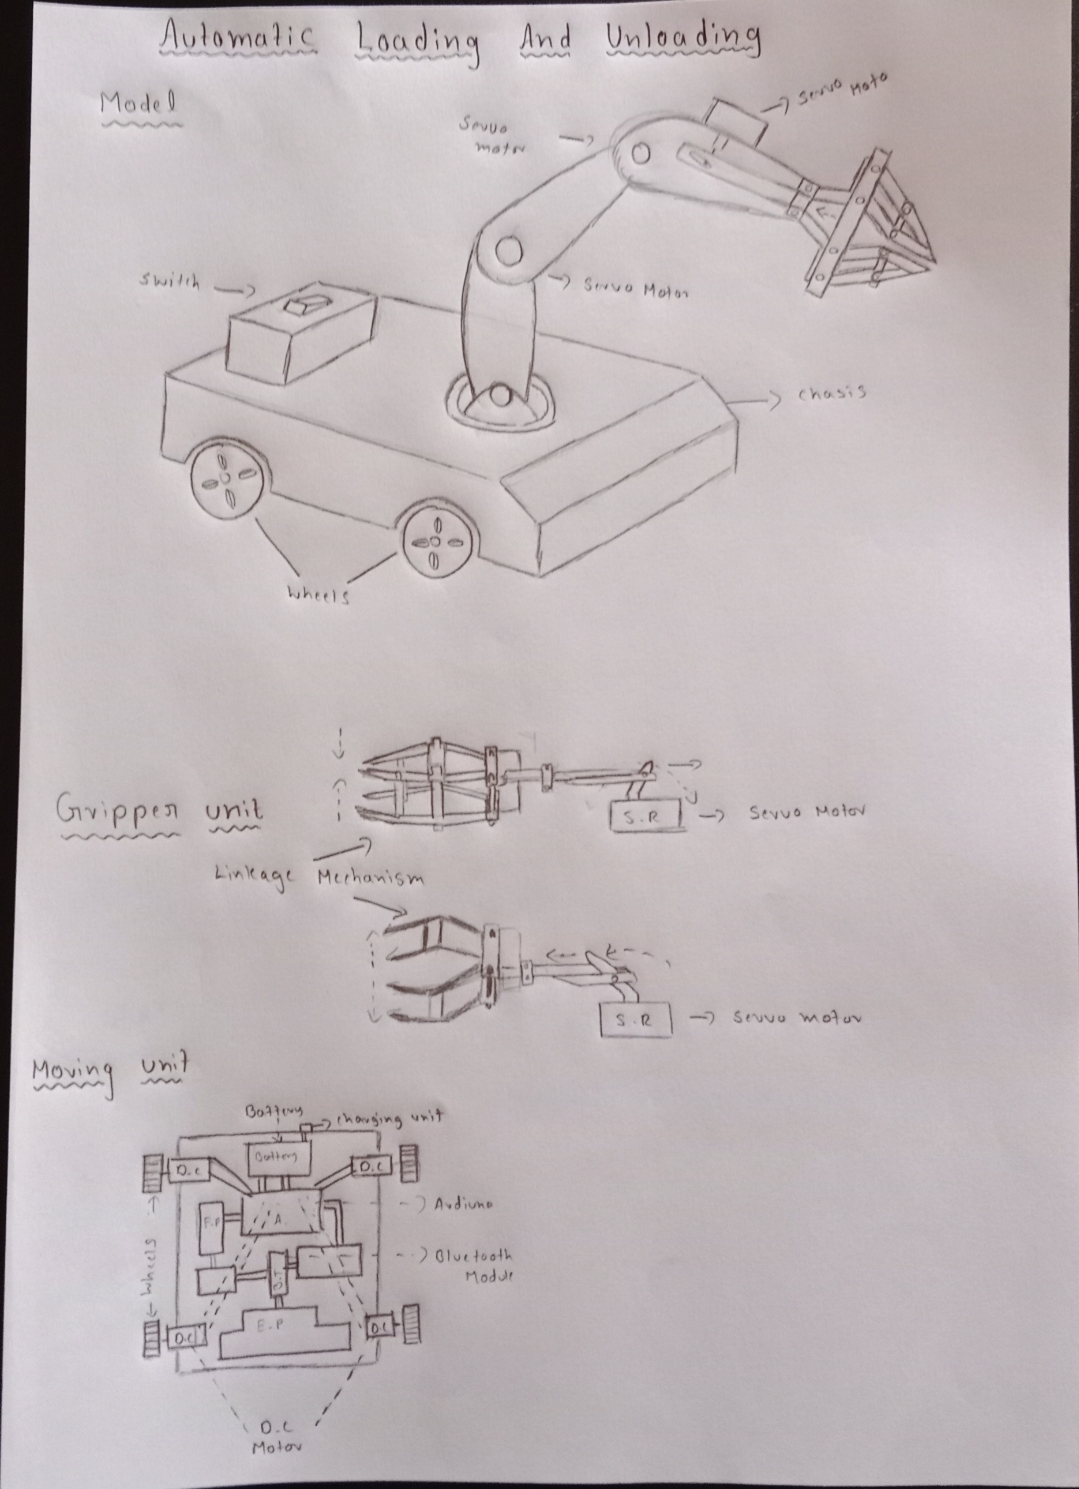 Automatic Loading And Unloading
Model
Servo Moto
Servo
motor
Servo Motor
Switch
chasis
Wheels
Gripper unit
S.R
Servo Motor
Linkage Mechanism
S.R
Servo motor
Moving unit
Battery
charging unit
Battery
D.C
D.C
Ardiuno
A.
Bluetooth
Module
Wheels
E.P
D.C
D.C
D.C
Motor